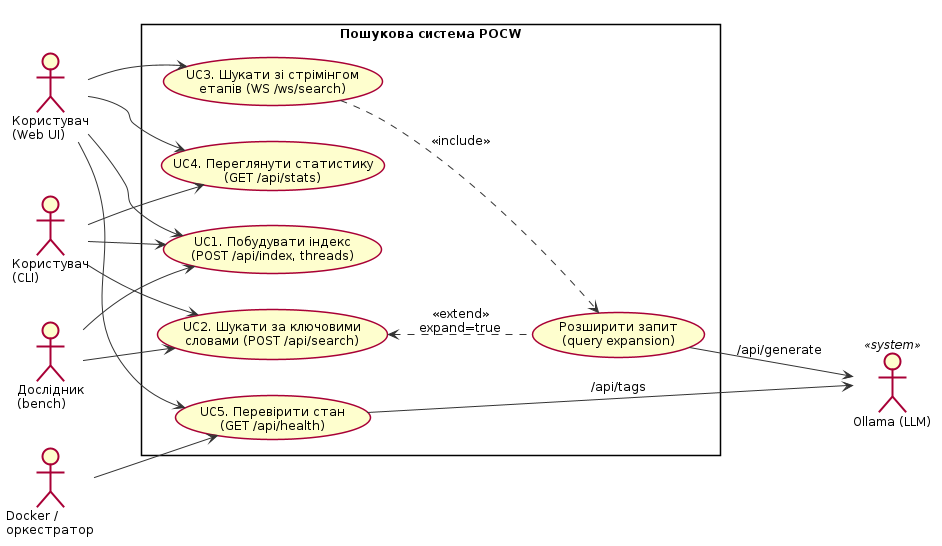 Пошукова система POCW
Користувач
(Web UI)
Користувач
(CLI)
Дослідник
(bench)
Docker /
оркестратор
UC3. Шукати зі стрімінгом
етапів (WS /ws/search)
UC4. Переглянути статистику
(GET /api/stats)
UC1. Побудувати індекс
(POST /api/index, threads)
UC2. Шукати за ключовими
словами (POST /api/search)
UC5. Перевірити стан
(GET /api/health)
«include»
«extend»
expand=true
Розширити запит
(query expansion)
/api/generate
/api/tags
«system»
Ollama (LLM)